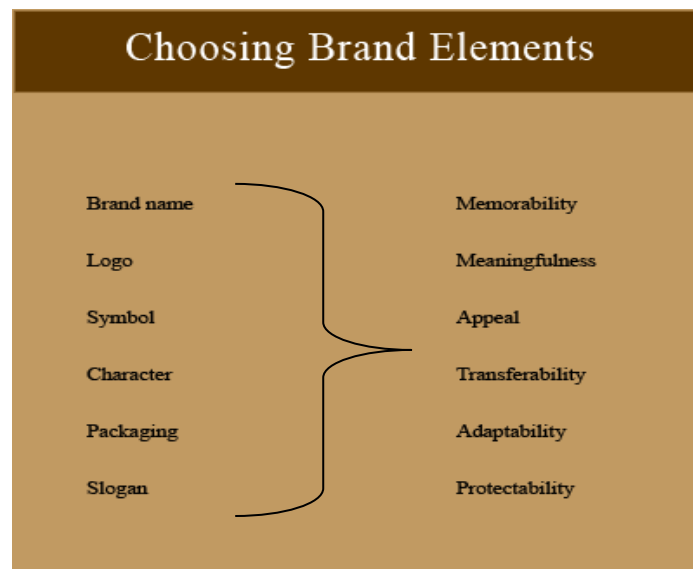 Choosing Brand Elements
Brand name
Logo
Symbol
Character
Packaging
Slogan
Memorability
Meaningfulness
Appeal
Transferability
Adaptability
Protectability